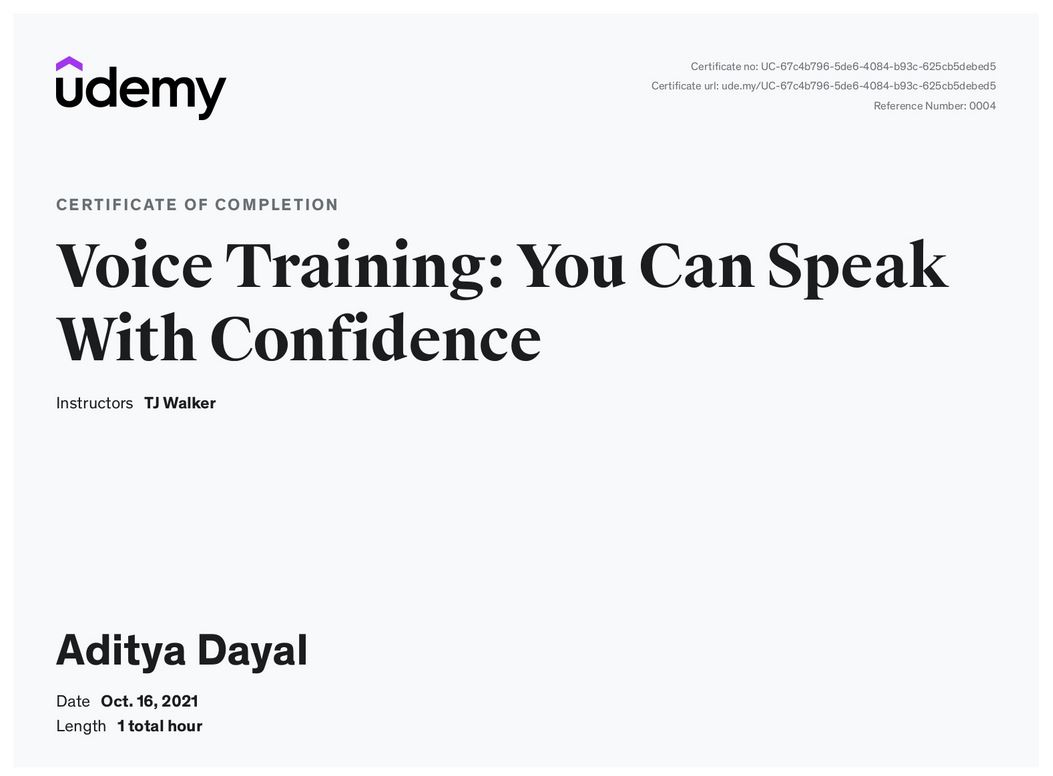 udemy
Certificate no: UC-67c4b796-5de6-4084-b93c-625cb5debed5
Certificate url: ude.my/UC-67c4b796-5de6-4084-b93c-625cb5debed5
Reference Number: 0004
CERTIFICATE OF COMPLETION
Voice Training: You Can Speak
With Confidence
Instructors TJ Walker
Aditya Dayal
Date Oct. 16, 2021
Length 1 total hour